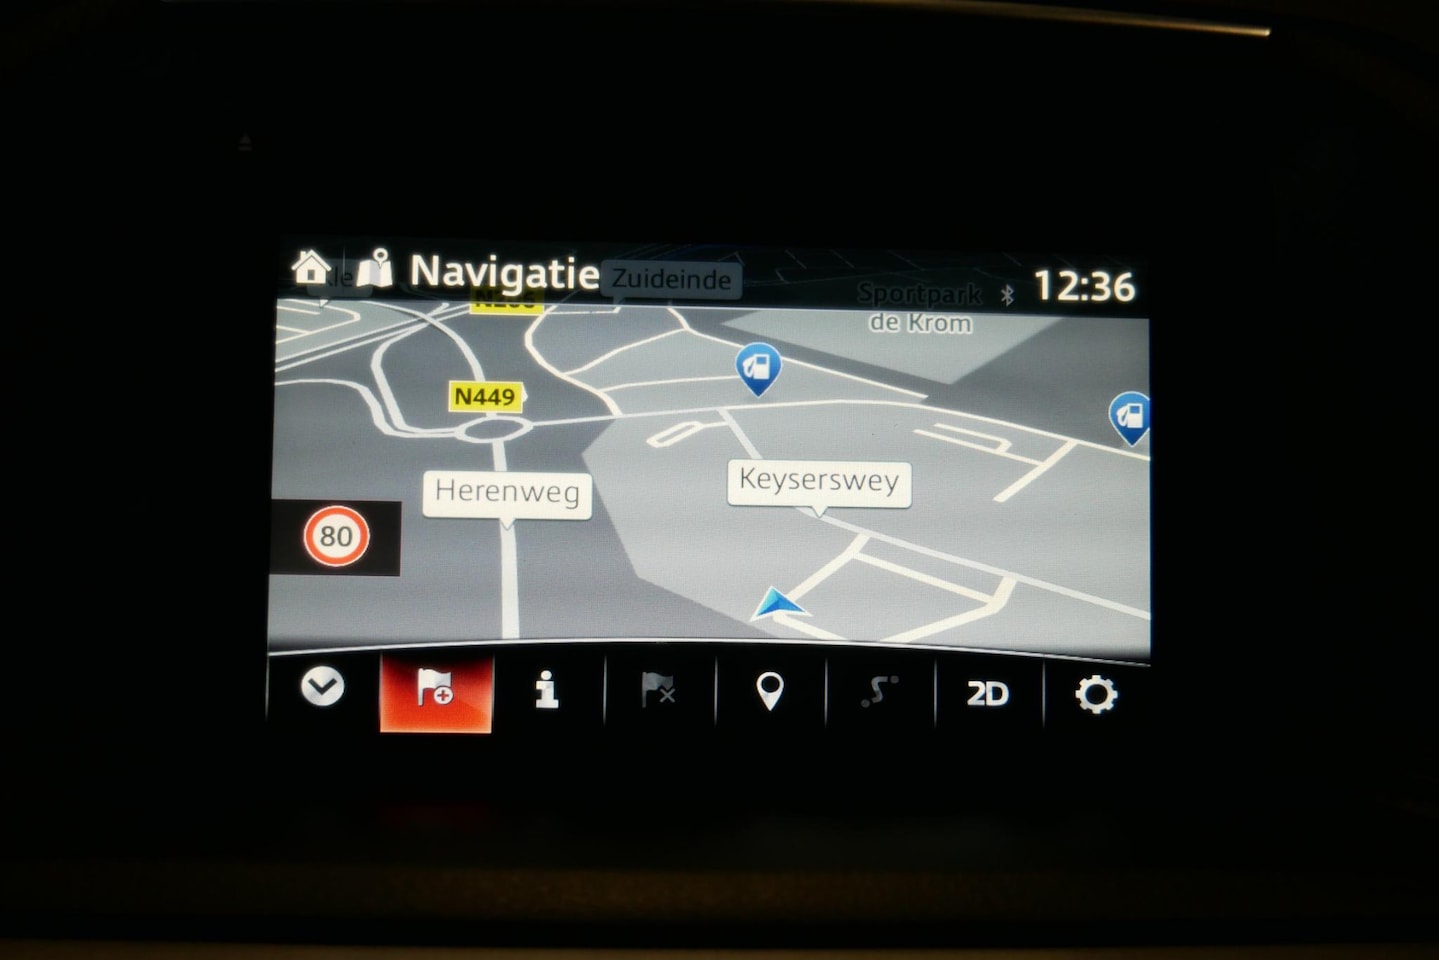 Navigatie
Zuideinde
12:36
Sportpark
de Krom
N449
Herenweg
Keyserswey
80
2D